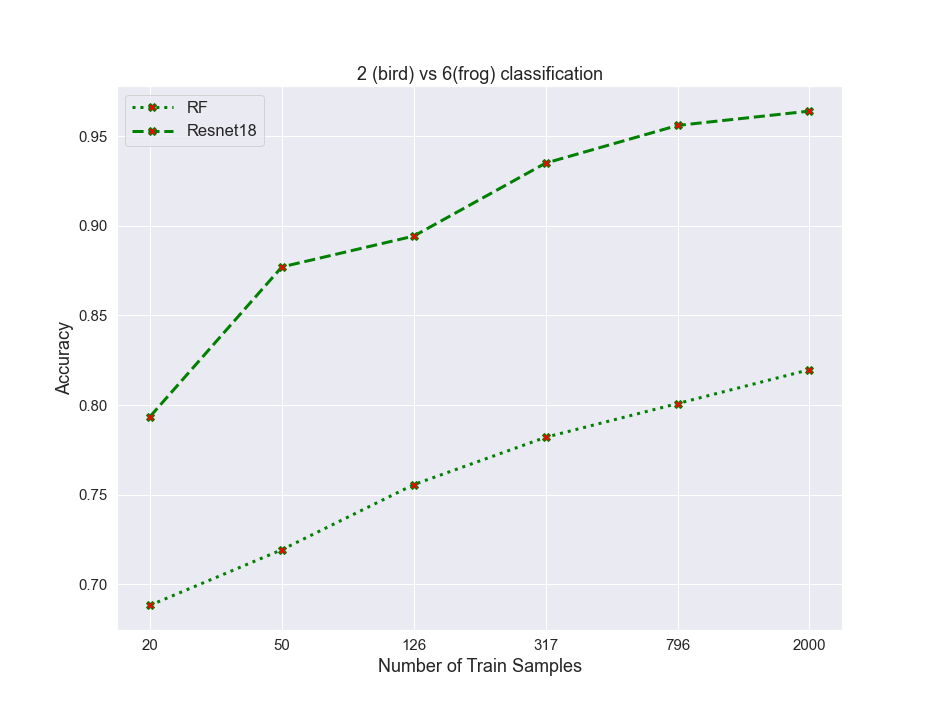 2 (bird) vs 6(frog) classification
RF
Resnet18
0.95
0.90
0.85
0.80
0.75
0.70
Accuracy
20 50 126 317 796 2000
Number of Train Samples